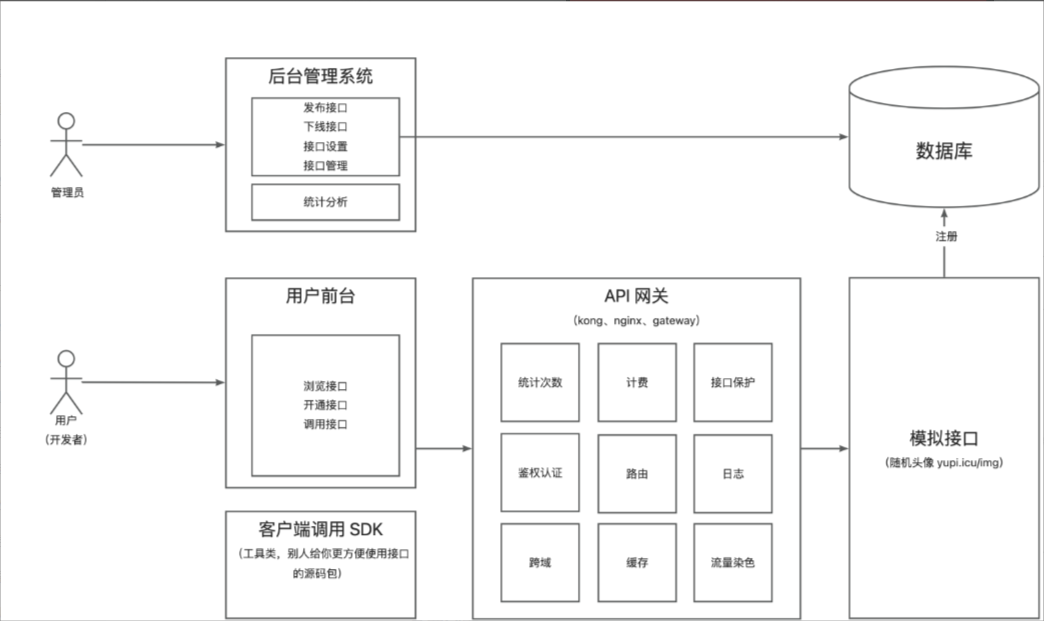 后台管理系统
发布接口
下线接口
接口设置
接口管理
统计分析
管理员
数据库
注册
用户前台
浏览接口
开通接口
调用接口
用户
(开发者)
API 网关
(kong、nginx、gateway)
统计次数
计费
接口保护
鉴权认证
路由
日志
跨域
缓存
流量染色
模拟接口
(随机头像 yupi.icu/img)
客户端调用 SDK
(工具类，别人给你更方便使用接口
的源码包)